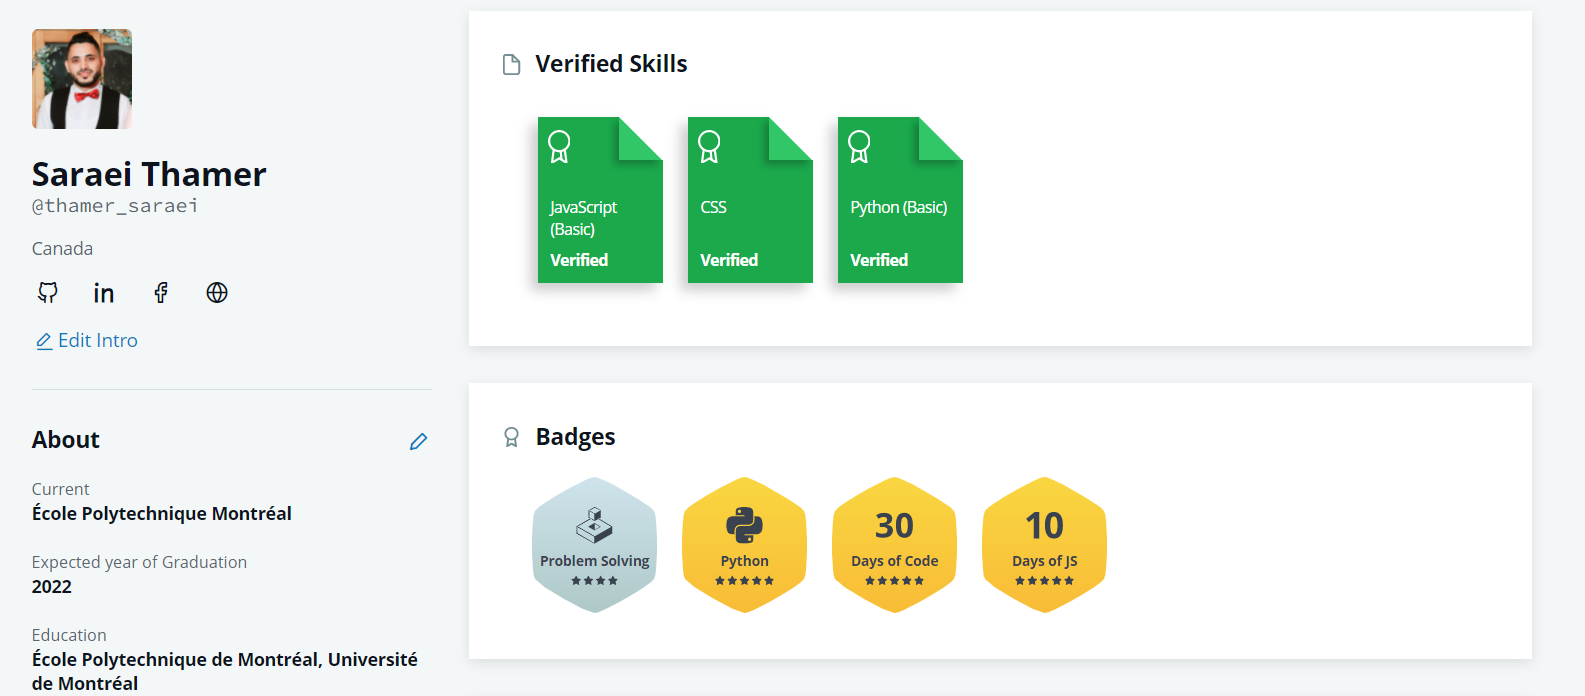 Saraei Thamer
@thamer_saraei
Canada
in
Edit Intro
About
Current
École Polytechnique Montréal
Expected year of Graduation
2022
Education
École Polytechnique de Montréal, Université
de Montréal
Verified Skills
JavaScript
(Basic)
Verified
CSS
Verified
Python (Basic)
Verified
Badges
Problem Solving
Python
30
Days of Code
10
Days of JS